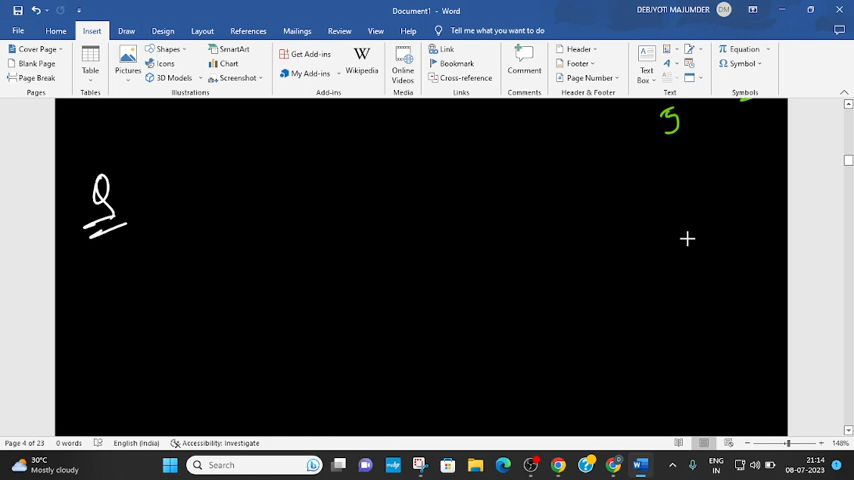 Document1 - Word
DEBJYOTI MAJUMDER DM
File Home Insert Draw Design Layout References Mailings Review View Help Tell me what you want to do
Cover Page
Blank Page
Page Break
Pages
Table
Tables
Pictures
Shapes
Icons
3D Models
SmartArt
Chart
Screenshot
Illustrations
Get Add-ins
My Add-ins
W
Wikipedia
Add-ins
Online
Videos
Media
Link
Bookmark
Cross-reference
Links
Comment
Comments
Header
Footer
Page Number
Header & Footer
Text
Box
Text
Equation
Symbol
Symbols
Q
Page 4 of 23 0 words English (India) Accessibility: Investigate 148%
30°C
Mostly cloudy
Search
ENG
IN
21:14
08-07-2023